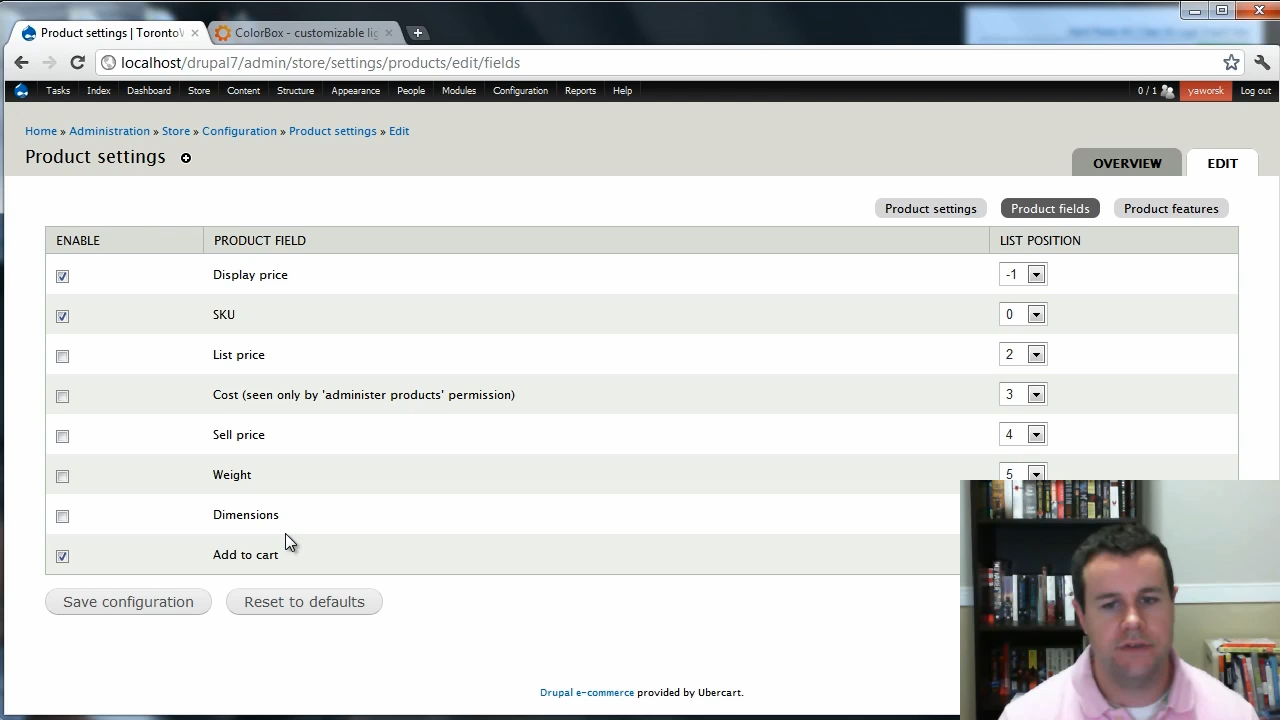 Product settings | Toronto
ColorBox - customizable lig
localhost/drupal7/admin/store/settings/products/edit/fields
Tasks Index Dashboard Store Content Structure Appearance People Modules Configuration Reports Help 0 / 1 yaworsk Log out
Home » Administration » Store » Configuration » Product settings » Edit
Product settings
OVERVIEW EDIT
Product settings Product fields Product features
ENABLE PRODUCT FIELD LIST POSITION
Display price -1
SKU 0
List price 2
Cost (seen only by 'administer products' permission) 3
Sell price 4
Weight 5
Dimensions
Add to cart
Save configuration Reset to defaults
Drupal e-commerce provided by Ubercart.